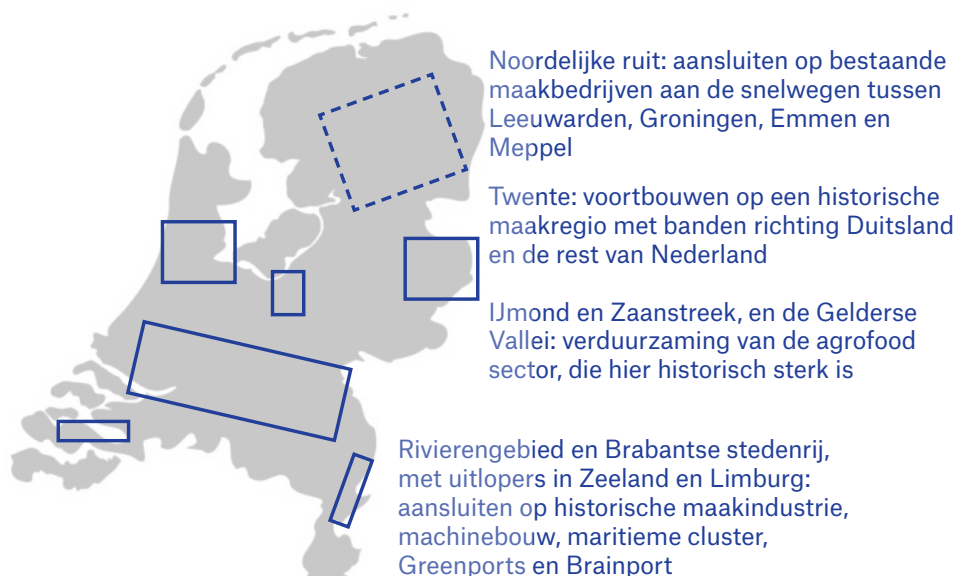 Noordelijke ruit: aansluiten op bestaande
maakbedrijven aan de snelwegen tussen
Leeuwarden, Groningen, Emmen en
Meppel
Twente: voortbouwen op een historische
maakregio met banden richting Duitsland
en de rest van Nederland
IJmond en Zaanstreek, en de Gelderse
Vallei: verduurzaming van de agrofood
sector, die hier historisch sterk is
Rivierengebied en Brabantse stedenrij,
met uitlopers in Zeeland en Limburg:
aansluiten op historische maakindustrie,
machinebouw, maritieme cluster,
Greenports en Brainport